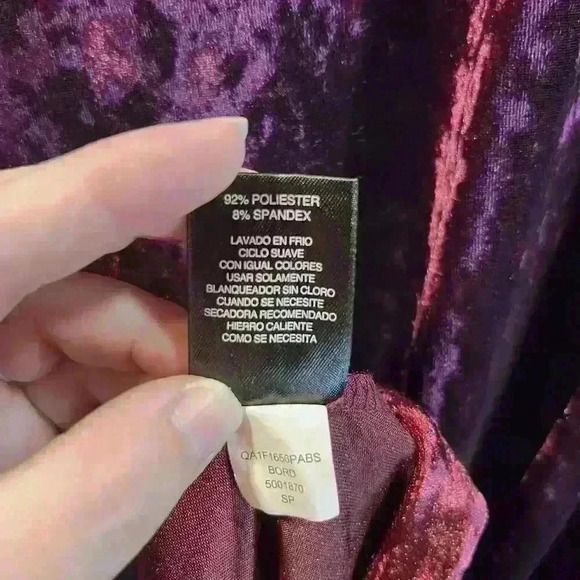 92% POLIESTER
8% SPANDEX
LAVADO EN FRIO
CICLO SUAVE
CON IGUAL COLORES
USAR SOLAMENTE
BLANQUEADOR SIN CLORO
CUANDO SE NECESITE
SECADORA RECOMENDADO
HIERRO CALIENTE
COMO SE NECESITA
QA1F1650PABS
BORD
5001870
SP